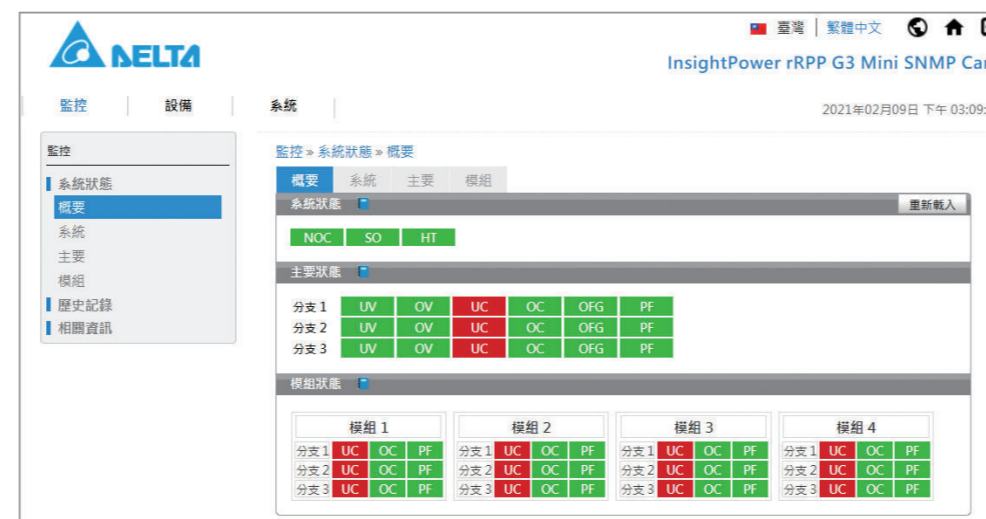 臺灣 | 繁體中文
DELTA
InsightPower rRPP G3 Mini SNMP Car
監控 設備 系統
2021年02月09日 下午 03:09:
監控
系統狀態
概要
系統
主要
模組
歷史記錄
相關資訊
監控 » 系統狀態 » 概要
概要 系統 主要 模組
系統狀態 重新載入
NOC SO HT
主要狀態
分支 1 UV OV UC OC OFG PF
分支 2 UV OV UC OC OFG PF
分支 3 UV OV UC OC OFG PF
模組狀態
模組 1 模組 2 模組 3 模組 4
分支 1 UC OC PF 分支 1 UC OC PF 分支 1 UC OC PF 分支 1 UC OC PF
分支 2 UC OC PF 分支 2 UC OC PF 分支 2 UC OC PF 分支 2 UC OC PF
分支 3 UC OC PF 分支 3 UC OC PF 分支 3 UC OC PF 分支 3 UC OC PF